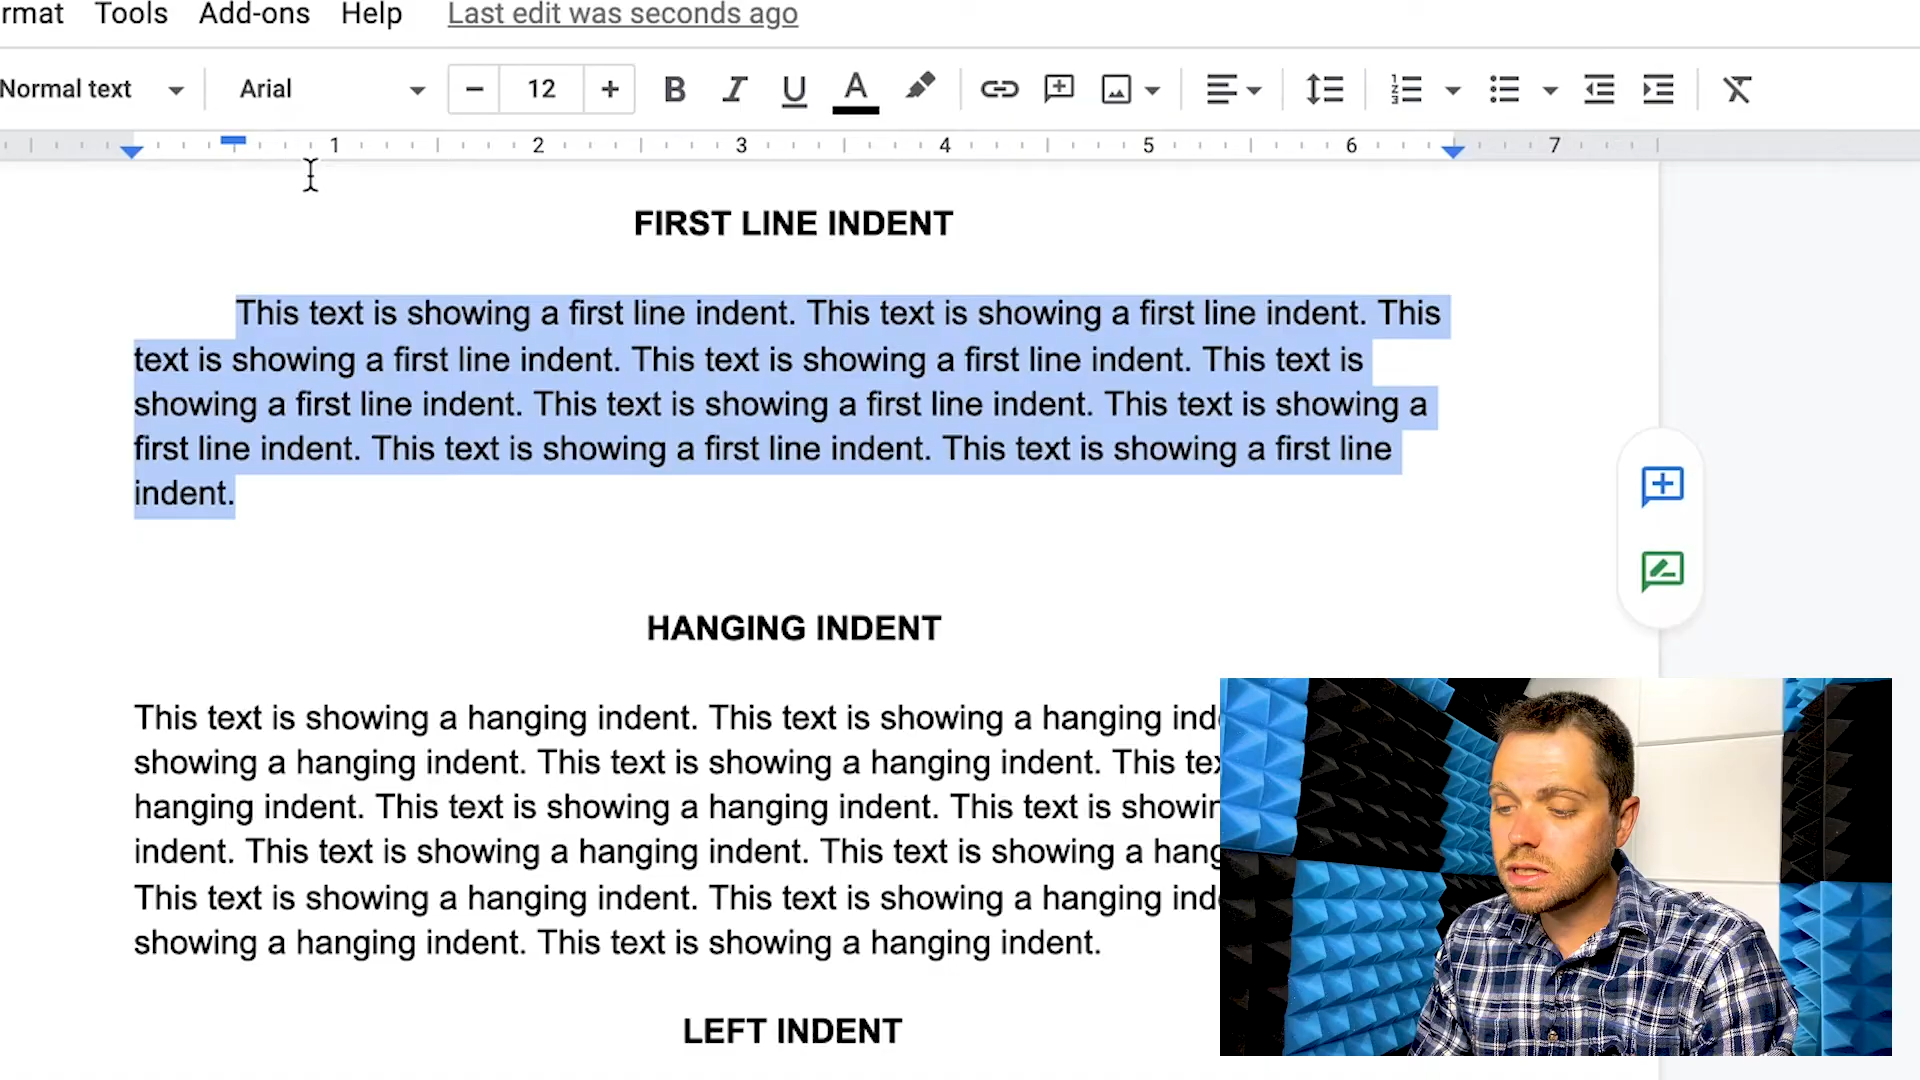 rmat Tools Add-ons Help Last edit was seconds ago
Normal text Arial − 12 + B I U A
1 2 3 4 5 6 7
FIRST LINE INDENT
This text is showing a first line indent. This text is showing a first line indent. This
text is showing a first line indent. This text is showing a first line indent. This text is
showing a first line indent. This text is showing a first line indent. This text is showing a
first line indent. This text is showing a first line indent. This text is showing a first line
indent.
HANGING INDENT
This text is showing a hanging indent. This text is showing a hanging ind
showing a hanging indent. This text is showing a hanging indent. This tex
hanging indent. This text is showing a hanging indent. This text is showin
indent. This text is showing a hanging indent. This text is showing a hang
This text is showing a hanging indent. This text is showing a hanging ind
showing a hanging indent. This text is showing a hanging indent.
LEFT INDENT